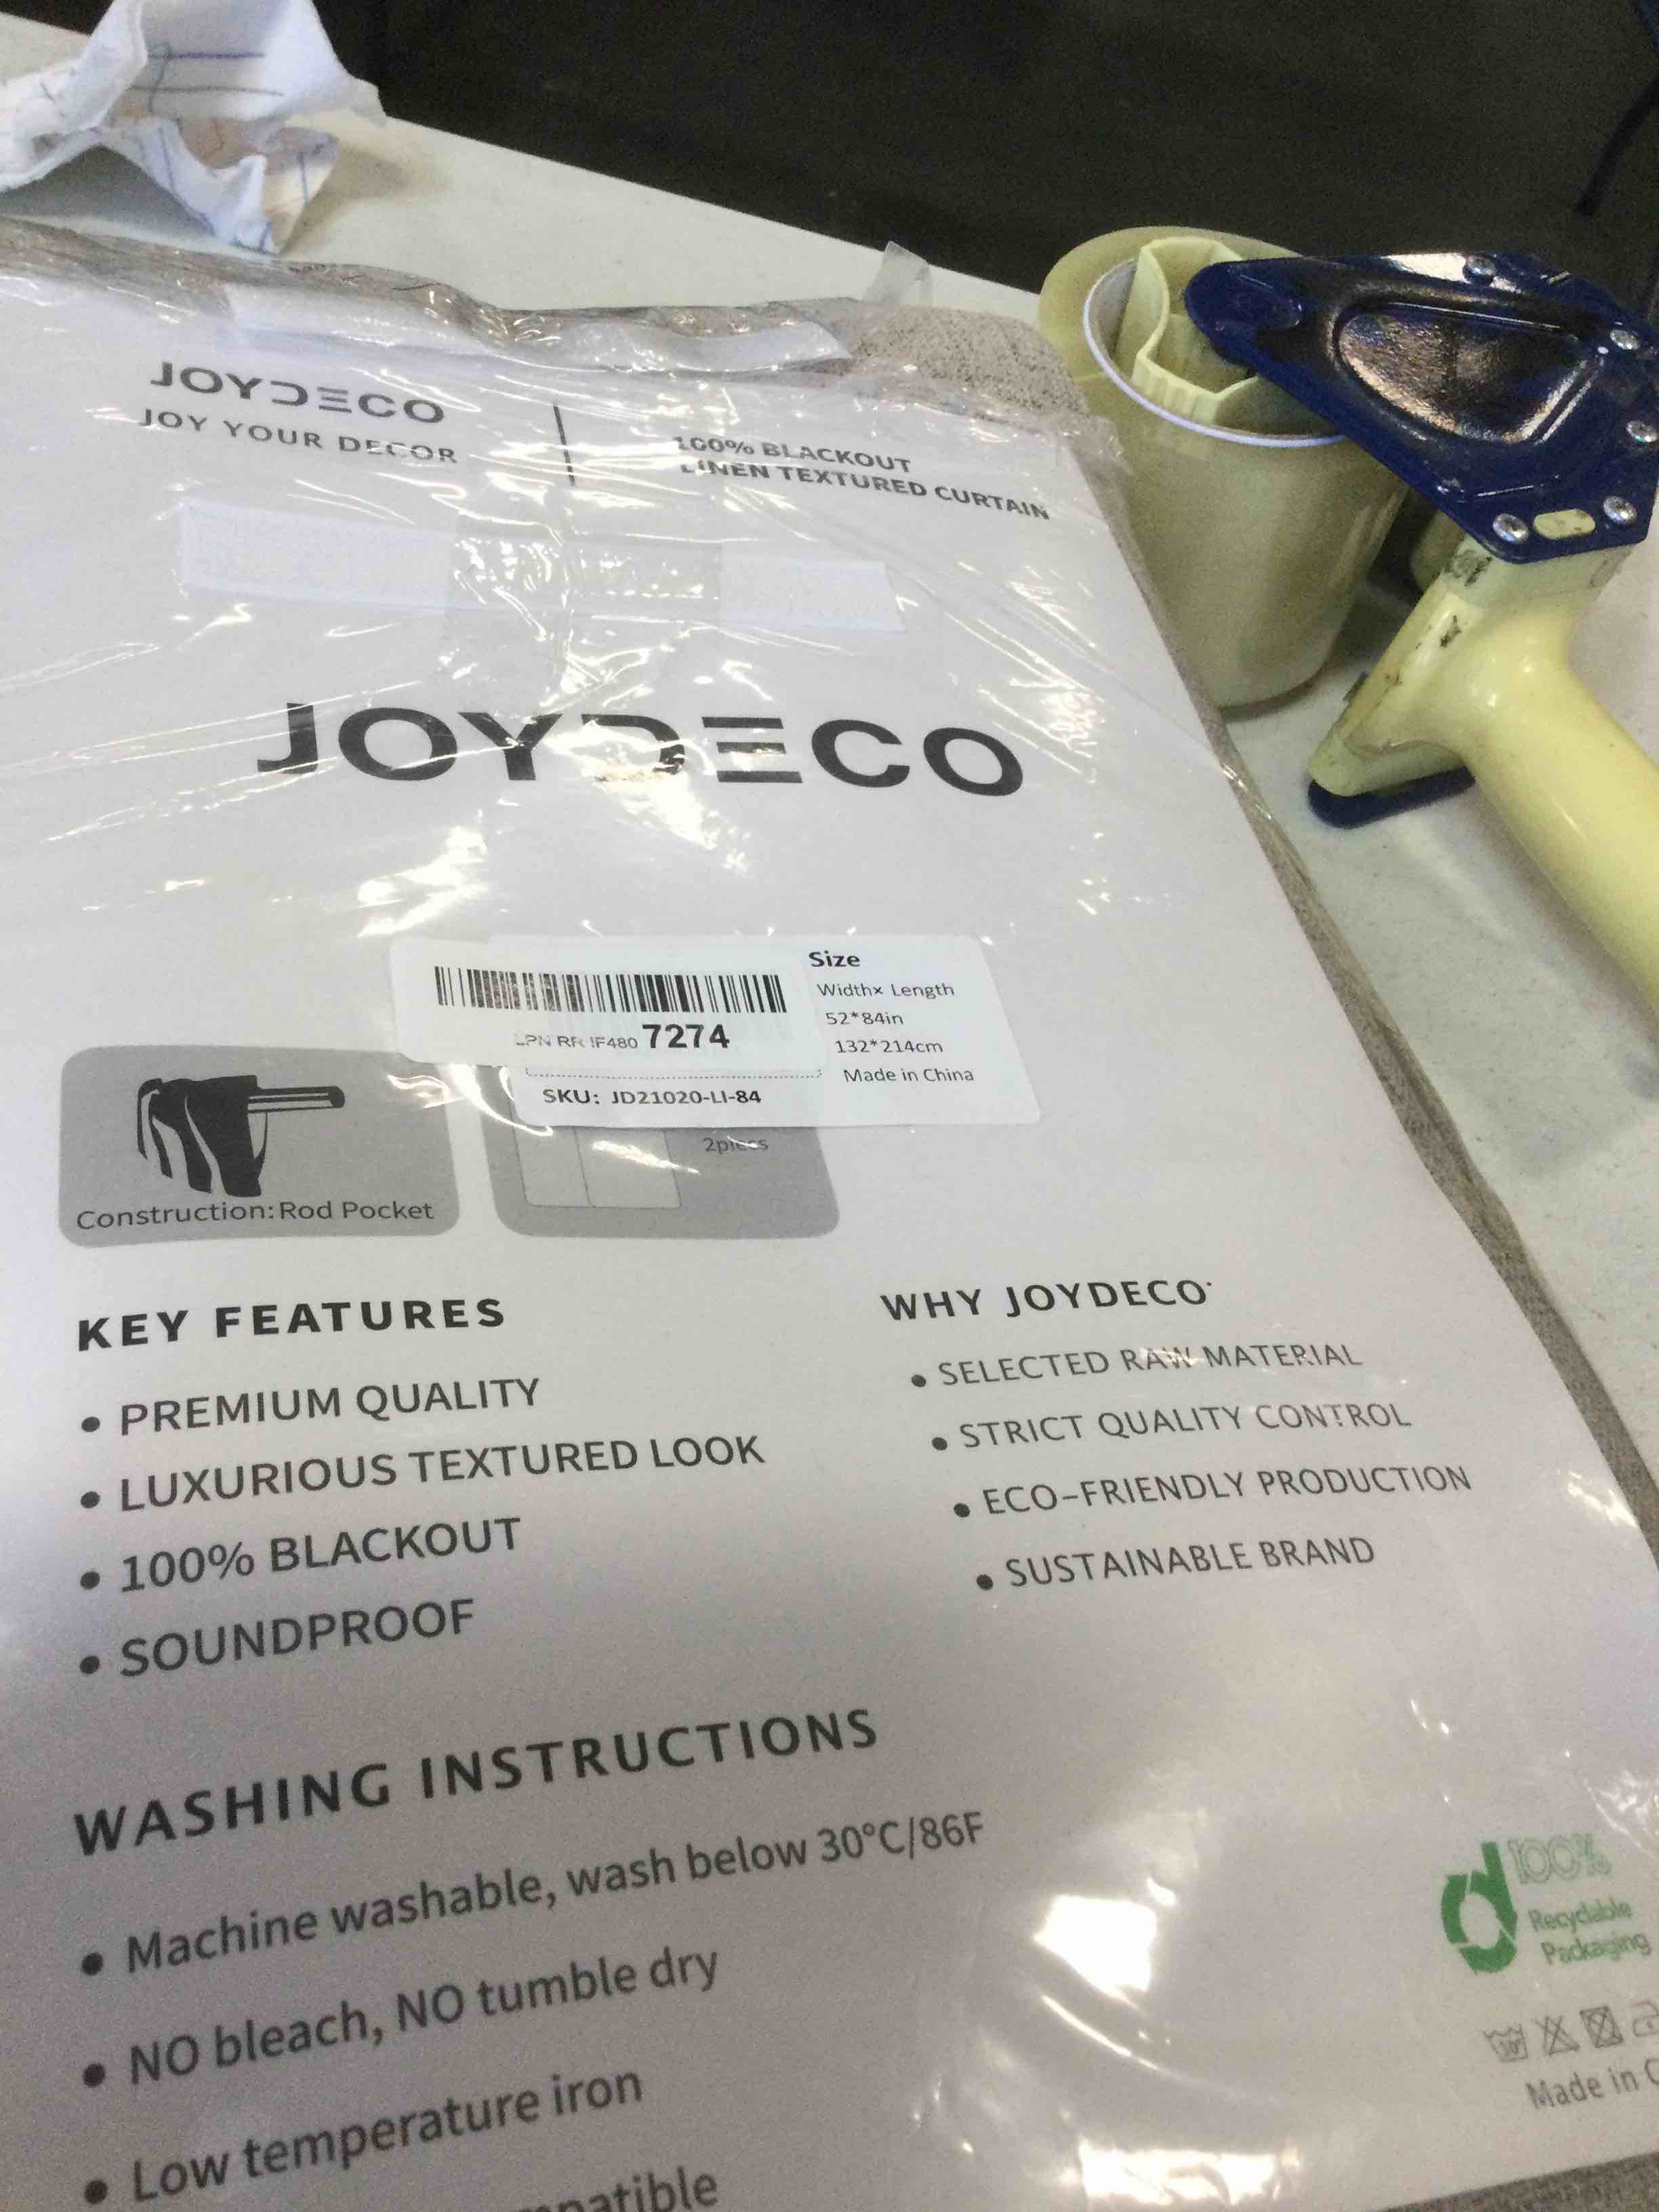 JOYDECO
JOY YOUR DECOR
100% BLACKOUT
LINEN TEXTURED CURTAIN
JOYDECO
7274
SKU: JD21020-LI-84
Size
Width× Length
52*84in
132*214cm
Made in China
Construction: Rod Pocket
KEY FEATURES
• PREMIUM QUALITY
• LUXURIOUS TEXTURED LOOK
• 100% BLACKOUT
• SOUNDPROOF
WHY JOYDECO
• SELECTED RAW MATERIAL
• STRICT QUALITY CONTROL
• ECO-FRIENDLY PRODUCTION
• SUSTAINABLE BRAND
WASHING INSTRUCTIONS
• Machine washable, wash below 30°C/86F
• NO bleach, NO tumble dry
• Low temperature iron
100%
Recyclable
Packaging
Made in